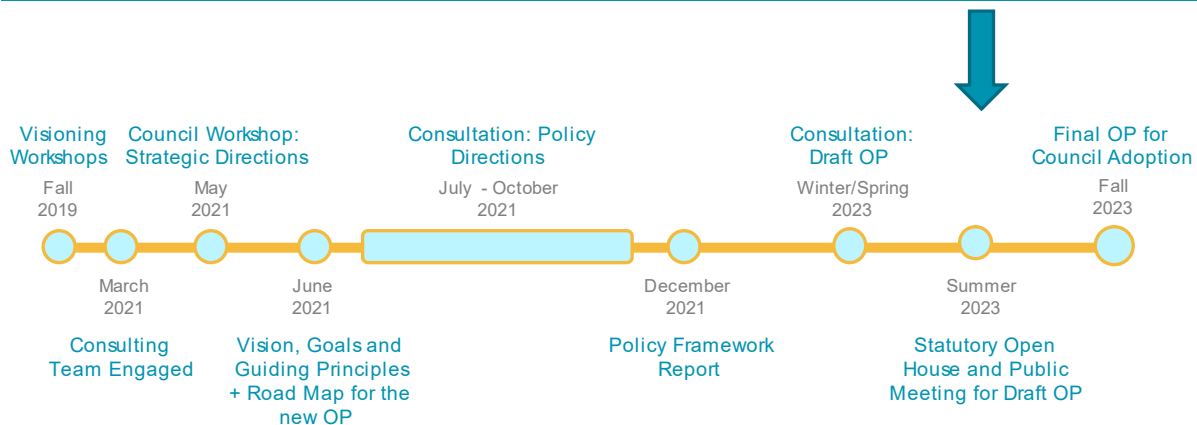 Visioning
Workshops
Fall
2019
Council Workshop:
Strategic Directions
May
2021
Consultation: Policy
Directions
July - October
2021
Consultation:
Draft OP
Winter/Spring
2023
Final OP for
Council Adoption
Fall
2023
March
2021
Consulting
Team Engaged
June
2021
Vision, Goals and
Guiding Principles
+ Road Map for the
new OP
December
2021
Policy Framework
Report
Summer
2023
Statutory Open
House and Public
Meeting for Draft OP